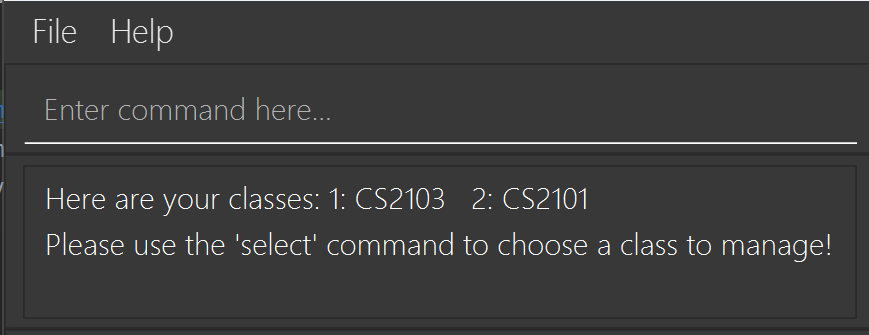 File Help
Enter command here...
Here are your classes: 1: CS2103 2: CS2101
Please use the 'select' command to choose a class to manage!